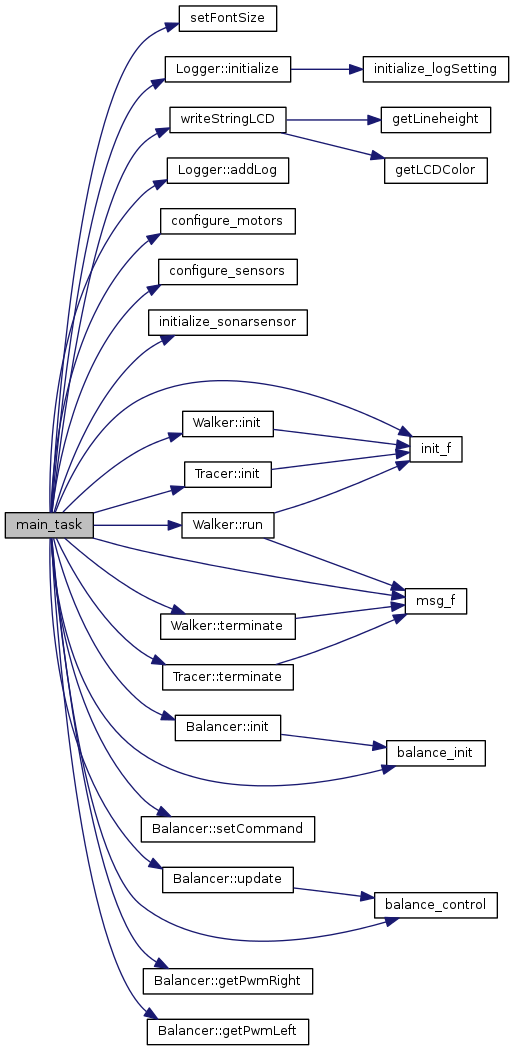 setFontSize
Logger::initialize
initialize_logSetting
writeStringLCD
getLineheight
getLCDColor
Logger::addLog
configure_motors
configure_sensors
initialize_sonarsensor
Walker::init
init_f
Tracer::init
main_task
Walker::run
msg_f
Walker::terminate
Tracer::terminate
Balancer::init
balance_init
Balancer::setCommand
Balancer::update
balance_control
Balancer::getPwmRight
Balancer::getPwmLeft